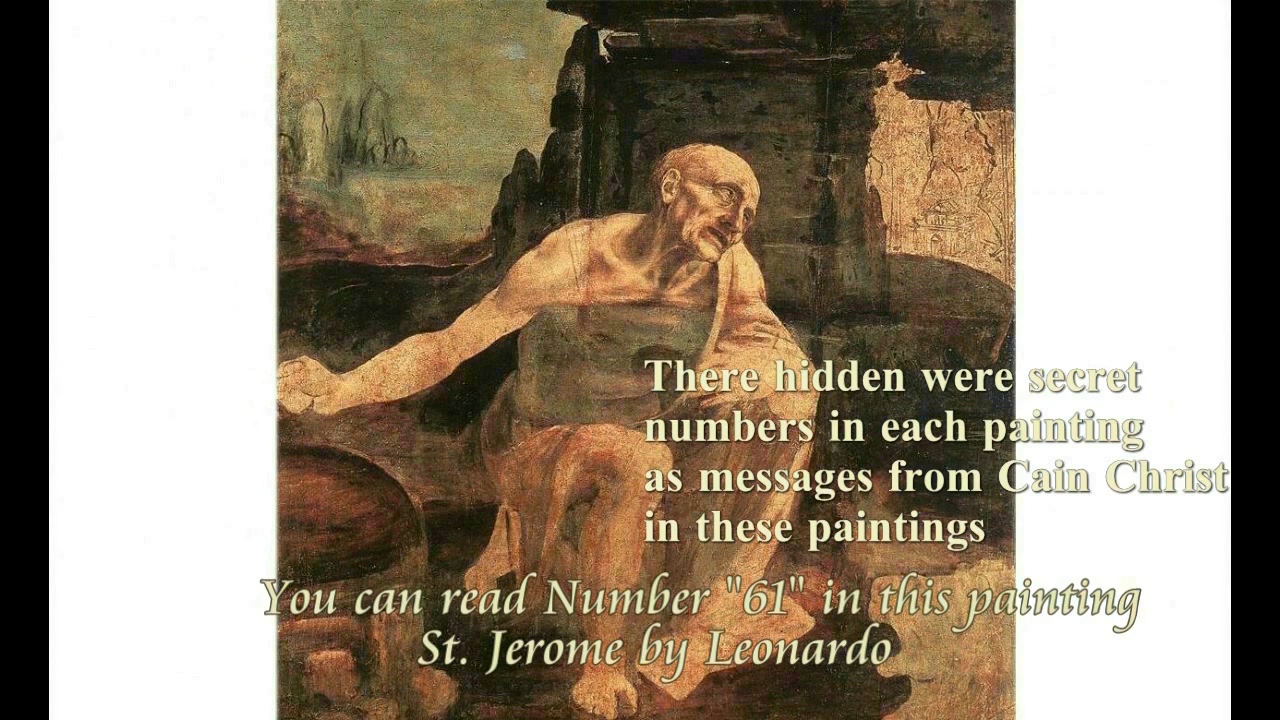 There hidden were secret
numbers in each painting
as messages from Cain Christ
in these paintings
You can read Number "61" in this painting
St. Jerome by Leonardo